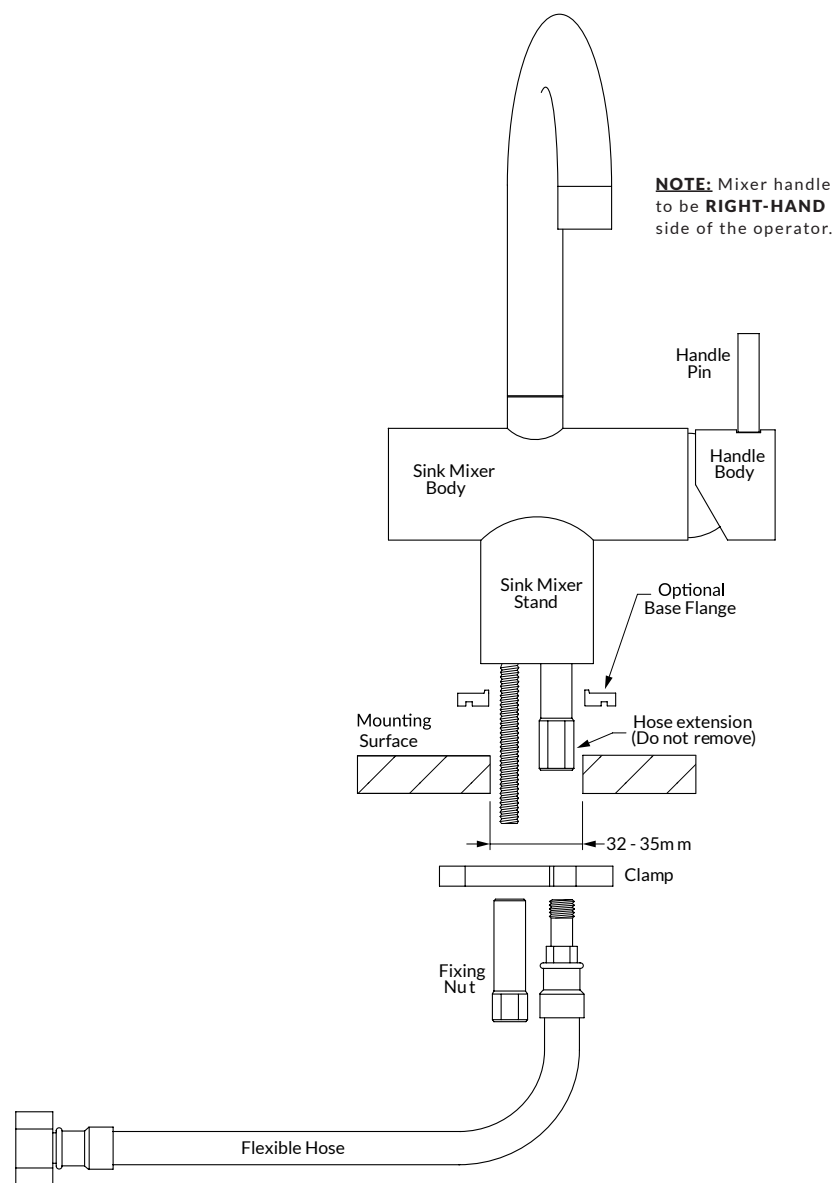 NOTE: Mixer handle
to be RIGHT-HAND
side of the operator.
Handle
Pin
Handle
Body
Sink Mixer
Body
Sink Mixer
Stand
Optional
Base Flange
Mounting
Surface
Hose extension
(Do not remove)
32 - 35mm
Clamp
Fixing
Nut
Flexible Hose